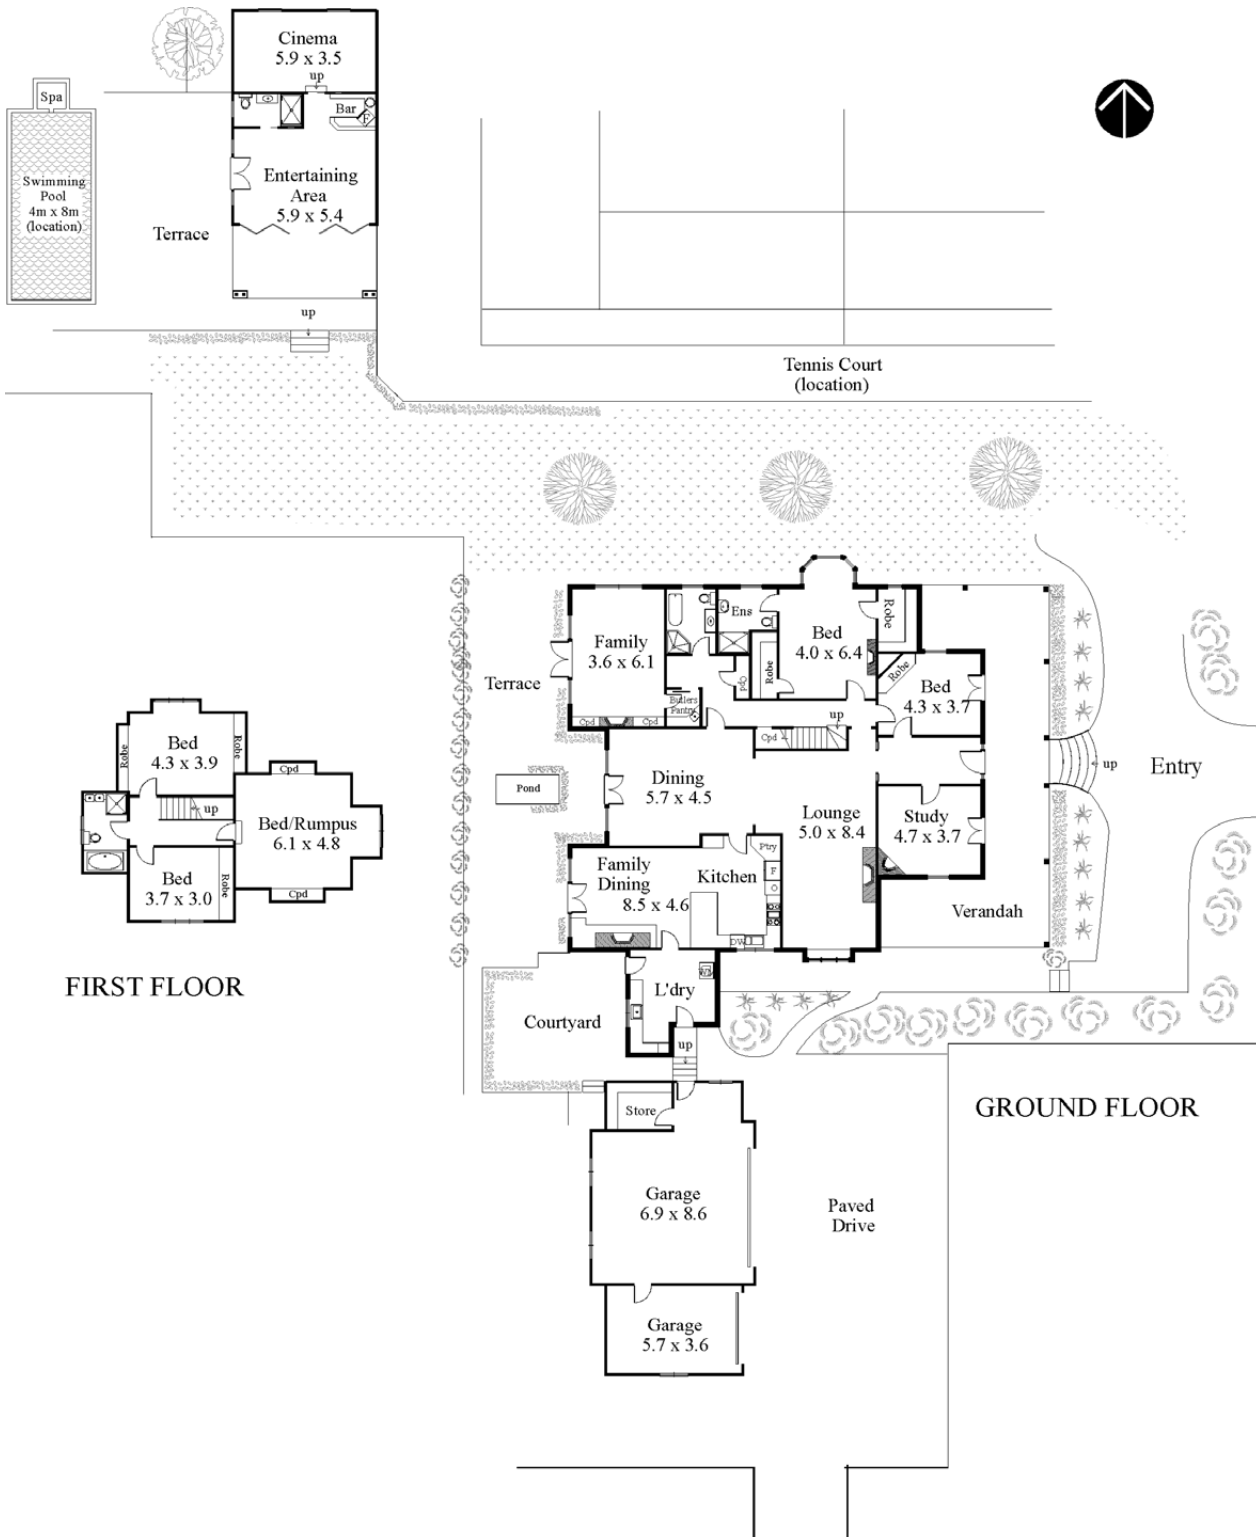 Cinema
5.9 x 3.5
up
Spa
Bar
F
Swimming
Pool
4m x 8m
(location)
Entertaining
Area
5.9 x 5.4
Terrace
up
Tennis Court
(location)
Ens
Robe
Family
3.6 x 6.1
Bed
4.0 x 6.4
Robe
Cpd
Robe
Bed
4.3 x 3.7
Terrace
Butlers
Pantry
Cpd
Cpd
up
Cpd
Robe
Bed
4.3 x 3.9
Robe
Cpd
up
Bed/Rumpus
6.1 x 4.8
Bed
3.7 x 3.0
Robe
Cpd
FIRST FLOOR
Dining
5.7 x 4.5
Pond
up
Entry
Lounge
5.0 x 8.4
Study
4.7 x 3.7
Family
Dining
8.5 x 4.6
Kitchen
P'try
F
DW
Verandah
L'dry
Courtyard
up
Store
GROUND FLOOR
Garage
6.9 x 8.6
Paved
Drive
Garage
5.7 x 3.6